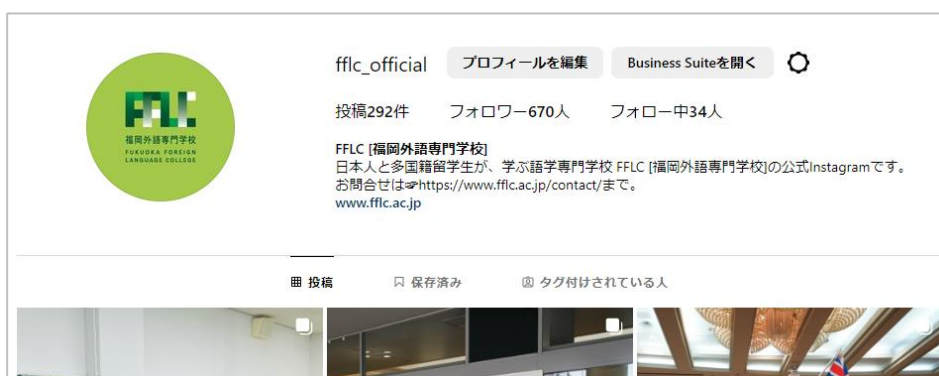 FFLC
福岡外語専門学校
FUKUOKA FOREIGN
LANGUAGE COLLEGE
fflc_official プロフィールを編集 Business Suiteを開く
投稿292件 フォロワー670人 フォロー中34人
FFLC [福岡外語専門学校]
日本人と多国籍留学生が、学ぶ語学専門学校 FFLC [福岡外語専門学校]の公式Instagramです。
お問合せは☞https://www.fflc.ac.jp/contact/まで。
www.fflc.ac.jp
投稿 保存済み タグ付けされている人